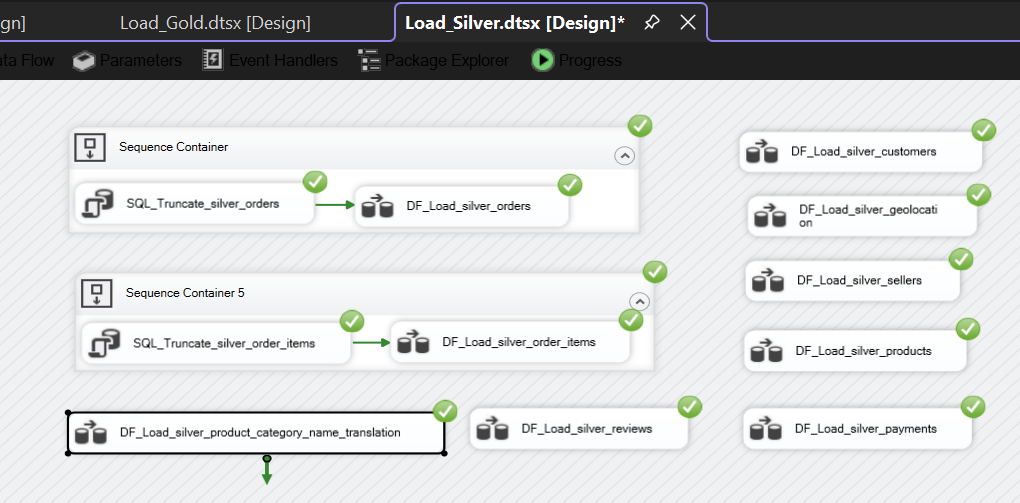 gn]
Load_Gold.dtsx [Design]
Load_Silver.dtsx [Design]*
ata Flow
Parameters
Event Handlers
Package Explorer
Progress
Sequence Container
SQL_Truncate_silver_orders
DF_Load_silver_orders
Sequence Container 5
SQL_Truncate_silver_order_items
DF_Load_silver_order_items
DF_Load_silver_product_category_name_translation
DF_Load_silver_reviews
DF_Load_silver_customers
DF_Load_silver_geolocati
on
DF_Load_silver_sellers
DF_Load_silver_products
DF_Load_silver_payments